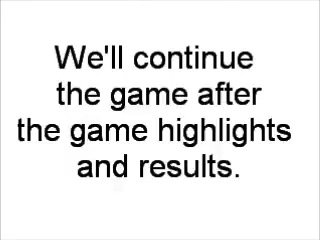 We'll continue
the game after
the game highlights
and results.